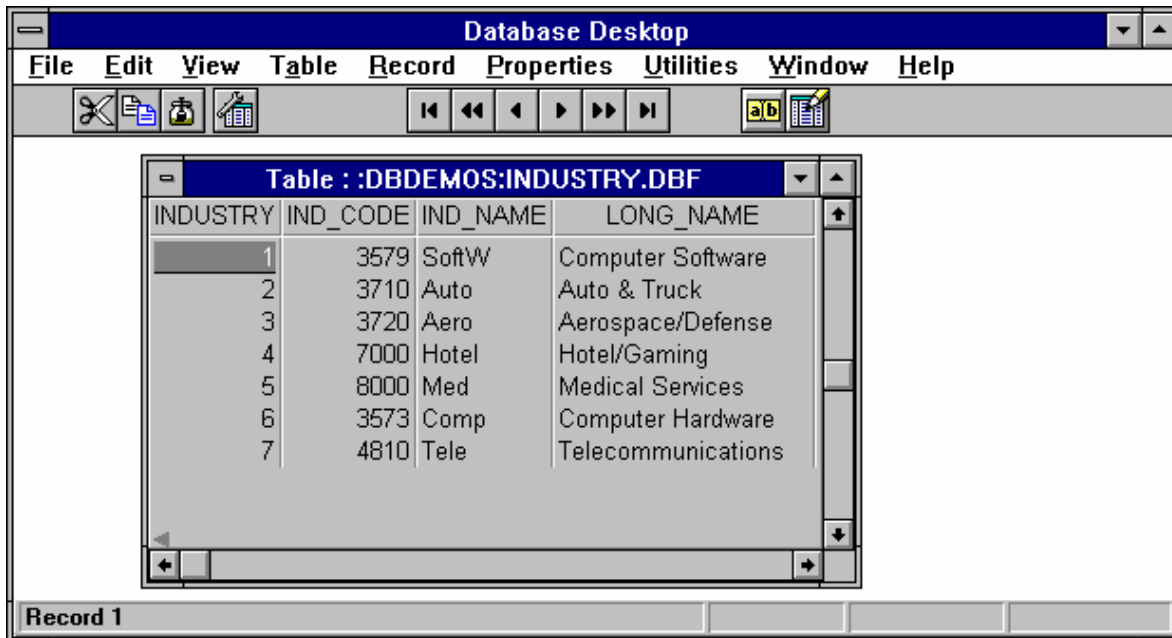 Database Desktop
File Edit View Table Record Properties Utilities Window Help
a b
Table : :DBDEMOS:INDUSTRY.DBF
INDUSTRY IND_CODE IND_NAME LONG_NAME
1 3579 SoftW Computer Software
2 3710 Auto Auto & Truck
3 3720 Aero Aerospace/Defense
4 7000 Hotel Hotel/Gaming
5 8000 Med Medical Services
6 3573 Comp Computer Hardware
7 4810 Tele Telecommunications
Record 1